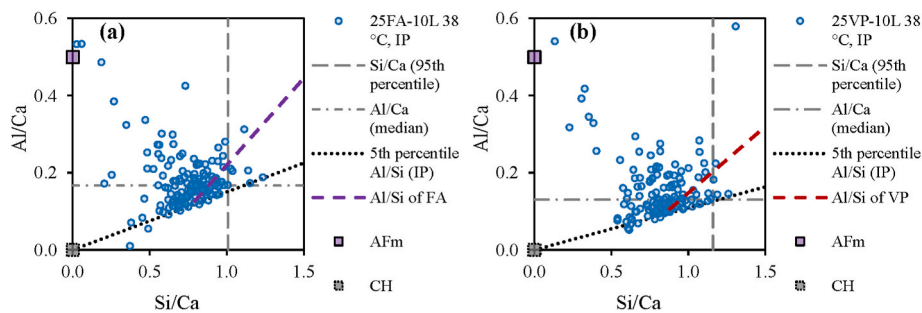 (a)
Al/Ca
0.6
0.4
0.2
0.0
0.0 0.5 1.0 1.5
Si/Ca
25FA-10L 38
°C, IP
Si/Ca (95th
percentile)
Al/Ca
(median)
5th percentile
Al/Si (IP)
Al/Si of FA
AFm
CH
(b)
Al/Ca
0.6
0.4
0.2
0.0
0.0 0.5 1.0 1.5
Si/Ca
25VP-10L 38
°C, IP
Si/Ca (95th
percentile)
Al/Ca
(median)
5th percentile
Al/Si (IP)
Al/Si of VP
AFm
CH